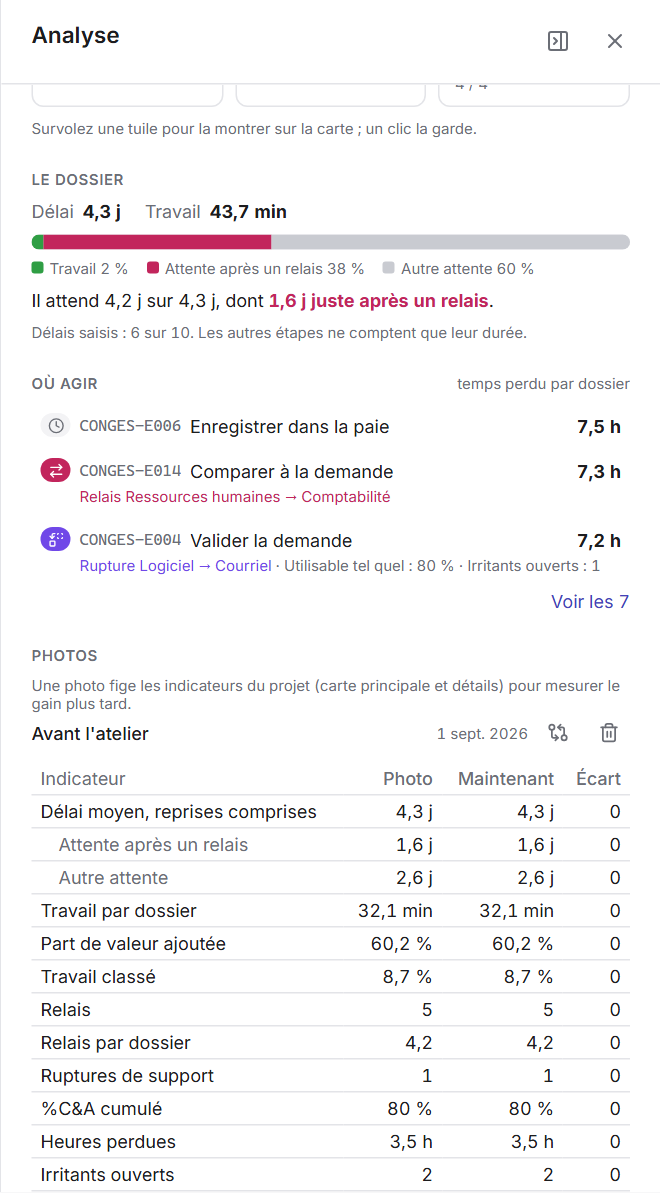 Analyse
4 / 4
Survolez une tuile pour la montrer sur la carte ; un clic la garde.
LE DOSSIER
Délai 4,3 j Travail 43,7 min
Travail 2 % Attente après un relais 38 % Autre attente 60 %
Il attend 4,2 j sur 4,3 j, dont 1,6 j juste après un relais.
Délais saisis : 6 sur 10. Les autres étapes ne comptent que leur durée.
OÙ AGIR temps perdu par dossier
CONGES-E006 Enregistrer dans la paie 7,5 h
CONGES-E014 Comparer à la demande 7,3 h
Relais Ressources humaines → Comptabilité
CONGES-E004 Valider la demande 7,2 h
Rupture Logiciel → Courriel · Utilisable tel quel : 80 % · Irritants ouverts : 1
Voir les 7
PHOTOS
Une photo fige les indicateurs du projet (carte principale et détails) pour mesurer le
gain plus tard.
Avant l'atelier 1 sept. 2026
Indicateur Photo Maintenant Écart
Délai moyen, reprises comprises 4,3 j 4,3 j 0
Attente après un relais 1,6 j 1,6 j 0
Autre attente 2,6 j 2,6 j 0
Travail par dossier 32,1 min 32,1 min 0
Part de valeur ajoutée 60,2 % 60,2 % 0
Travail classé 8,7 % 8,7 % 0
Relais 5 5 0
Relais par dossier 4,2 4,2 0
Ruptures de support 1 1 0
%C&A cumulé 80 % 80 % 0
Heures perdues 3,5 h 3,5 h 0
Irritants ouverts 2 2 0